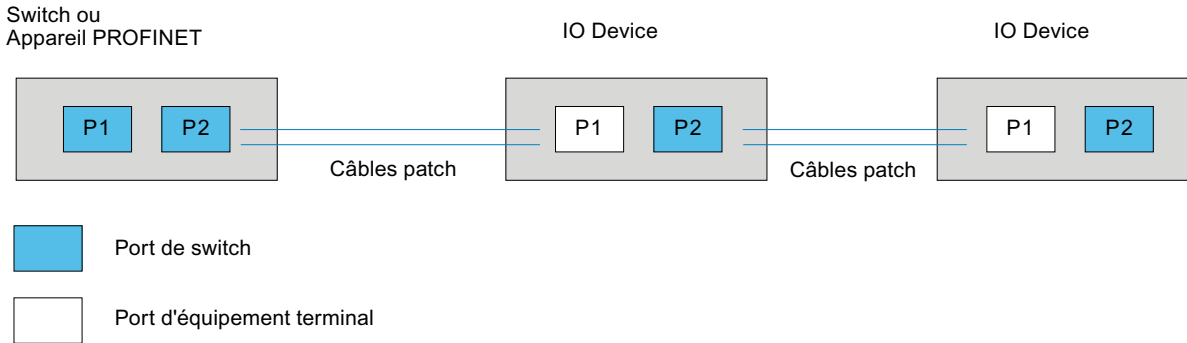 Switch ou
Appareil PROFINET
IO Device
IO Device
P1
P2
P1
P2
P1
P2
Câbles patch
Câbles patch
Port de switch
Port d'équipement terminal